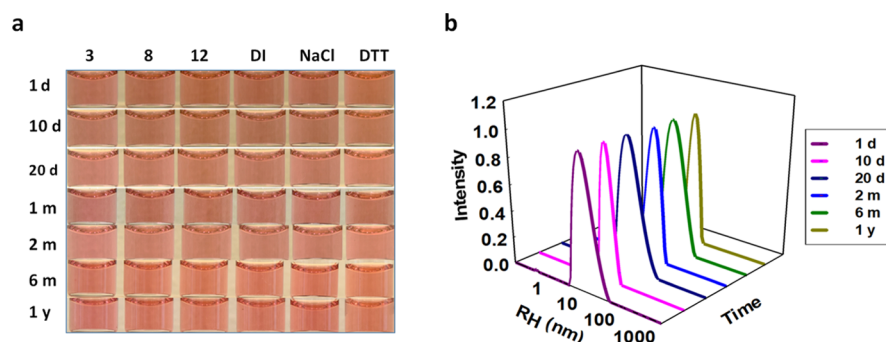 a
3 8 12 DI NaCl DTT
1 d
10 d
20 d
1 m
2 m
6 m
1 y
b
1.2
1.0
0.8
0.6
0.4
0.2
0.0
Intensity
1
10
100
1000
RH (nm)
Time
1 d
10 d
20 d
2 m
6 m
1 y